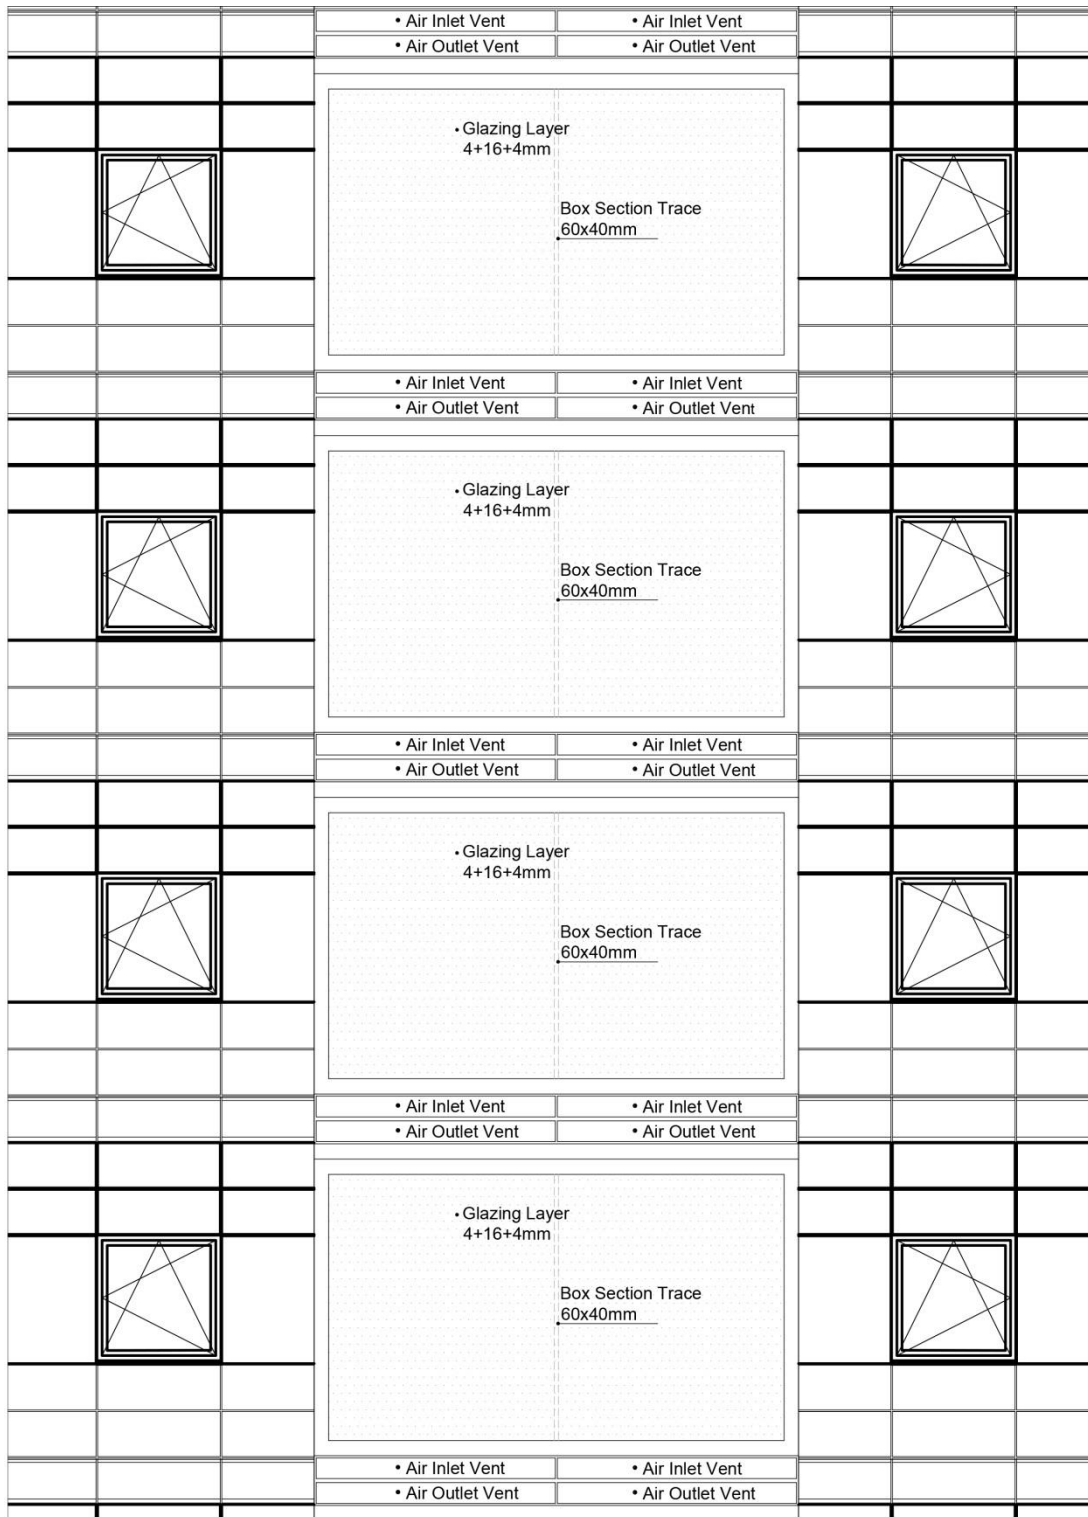 • Air Inlet Vent • Air Inlet Vent
• Air Outlet Vent • Air Outlet Vent
• Glazing Layer
4+16+4mm
Box Section Trace
60x40mm
• Air Inlet Vent • Air Inlet Vent
• Air Outlet Vent • Air Outlet Vent
• Glazing Layer
4+16+4mm
Box Section Trace
60x40mm
• Air Inlet Vent • Air Inlet Vent
• Air Outlet Vent • Air Outlet Vent
• Glazing Layer
4+16+4mm
Box Section Trace
60x40mm
• Air Inlet Vent • Air Inlet Vent
• Air Outlet Vent • Air Outlet Vent
• Glazing Layer
4+16+4mm
Box Section Trace
60x40mm
• Air Inlet Vent • Air Inlet Vent
• Air Outlet Vent • Air Outlet Vent